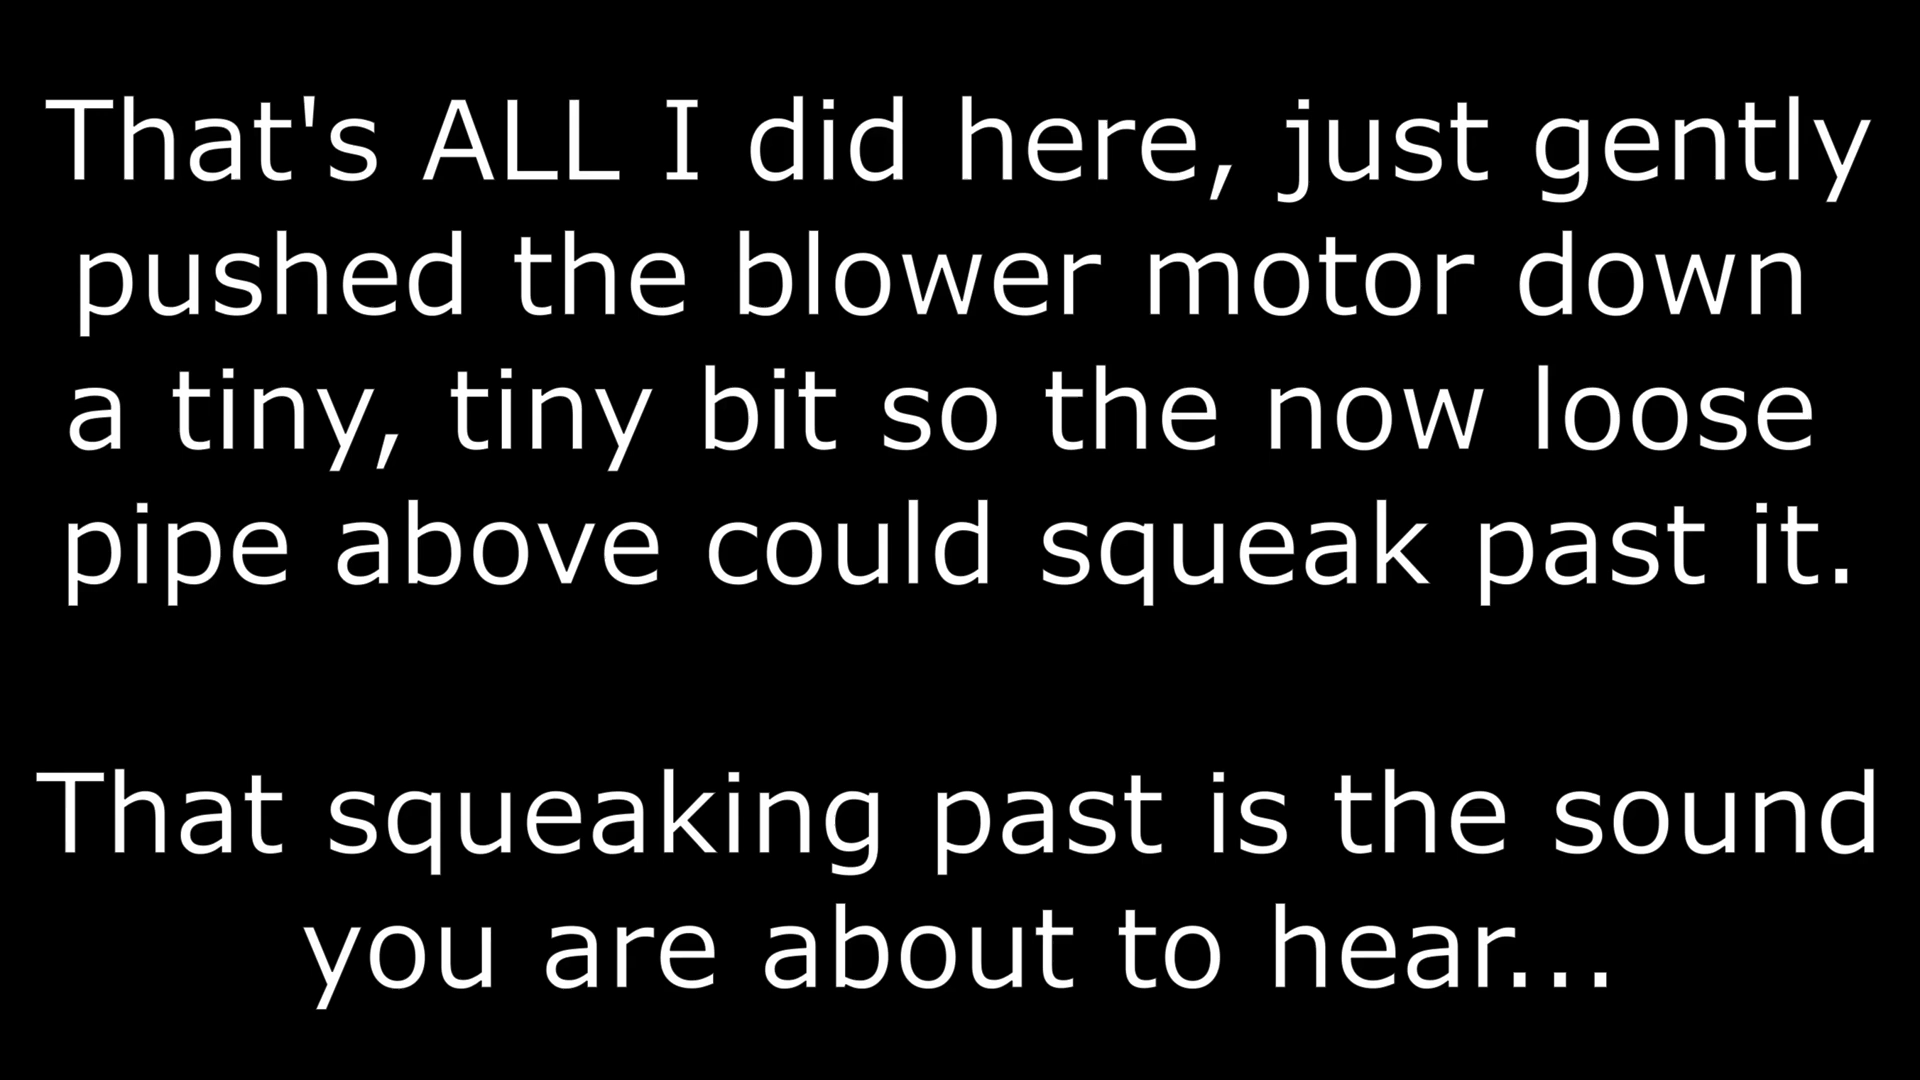 That's ALL I did here, just gently
pushed the blower motor down
a tiny, tiny bit so the now loose
pipe above could squeak past it.
That squeaking past is the sound
you are about to hear...